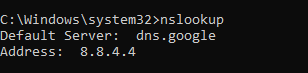 C:\Windows\system32>nslookup
Default Server:  dns.google
Address:  8.8.4.4